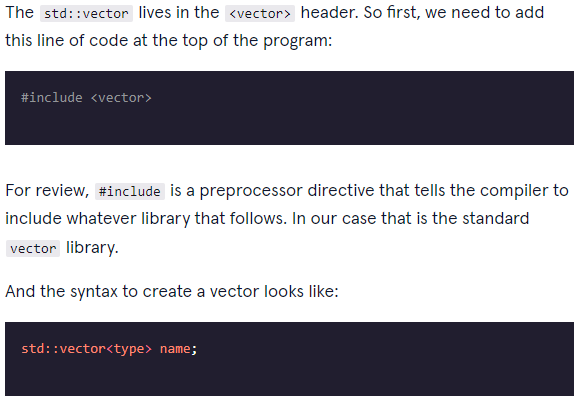 The std::vector lives in the <vector> header. So first, we need to add
this line of code at the top of the program:
#include <vector>
For review, #include is a preprocessor directive that tells the compiler to
include whatever library that follows. In our case that is the standard
vector library.
And the syntax to create a vector looks like:
std::vector<type> name;